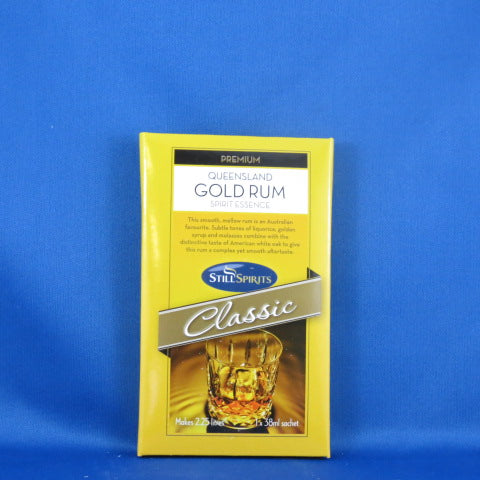 PREMIUM
QUEENSLAND
GOLD RUM
SPIRIT ESSENCE
This smooth, mellow rum is an Australian
favourite. Subtle tones of liquorice, golden
syrup and molasses combine with the
distinctive taste of American white oak to give
this rum a complex yet smooth aftertaste.
STILL SPIRITS
Classic
Makes 2.25 litres
1 x 38ml sachet